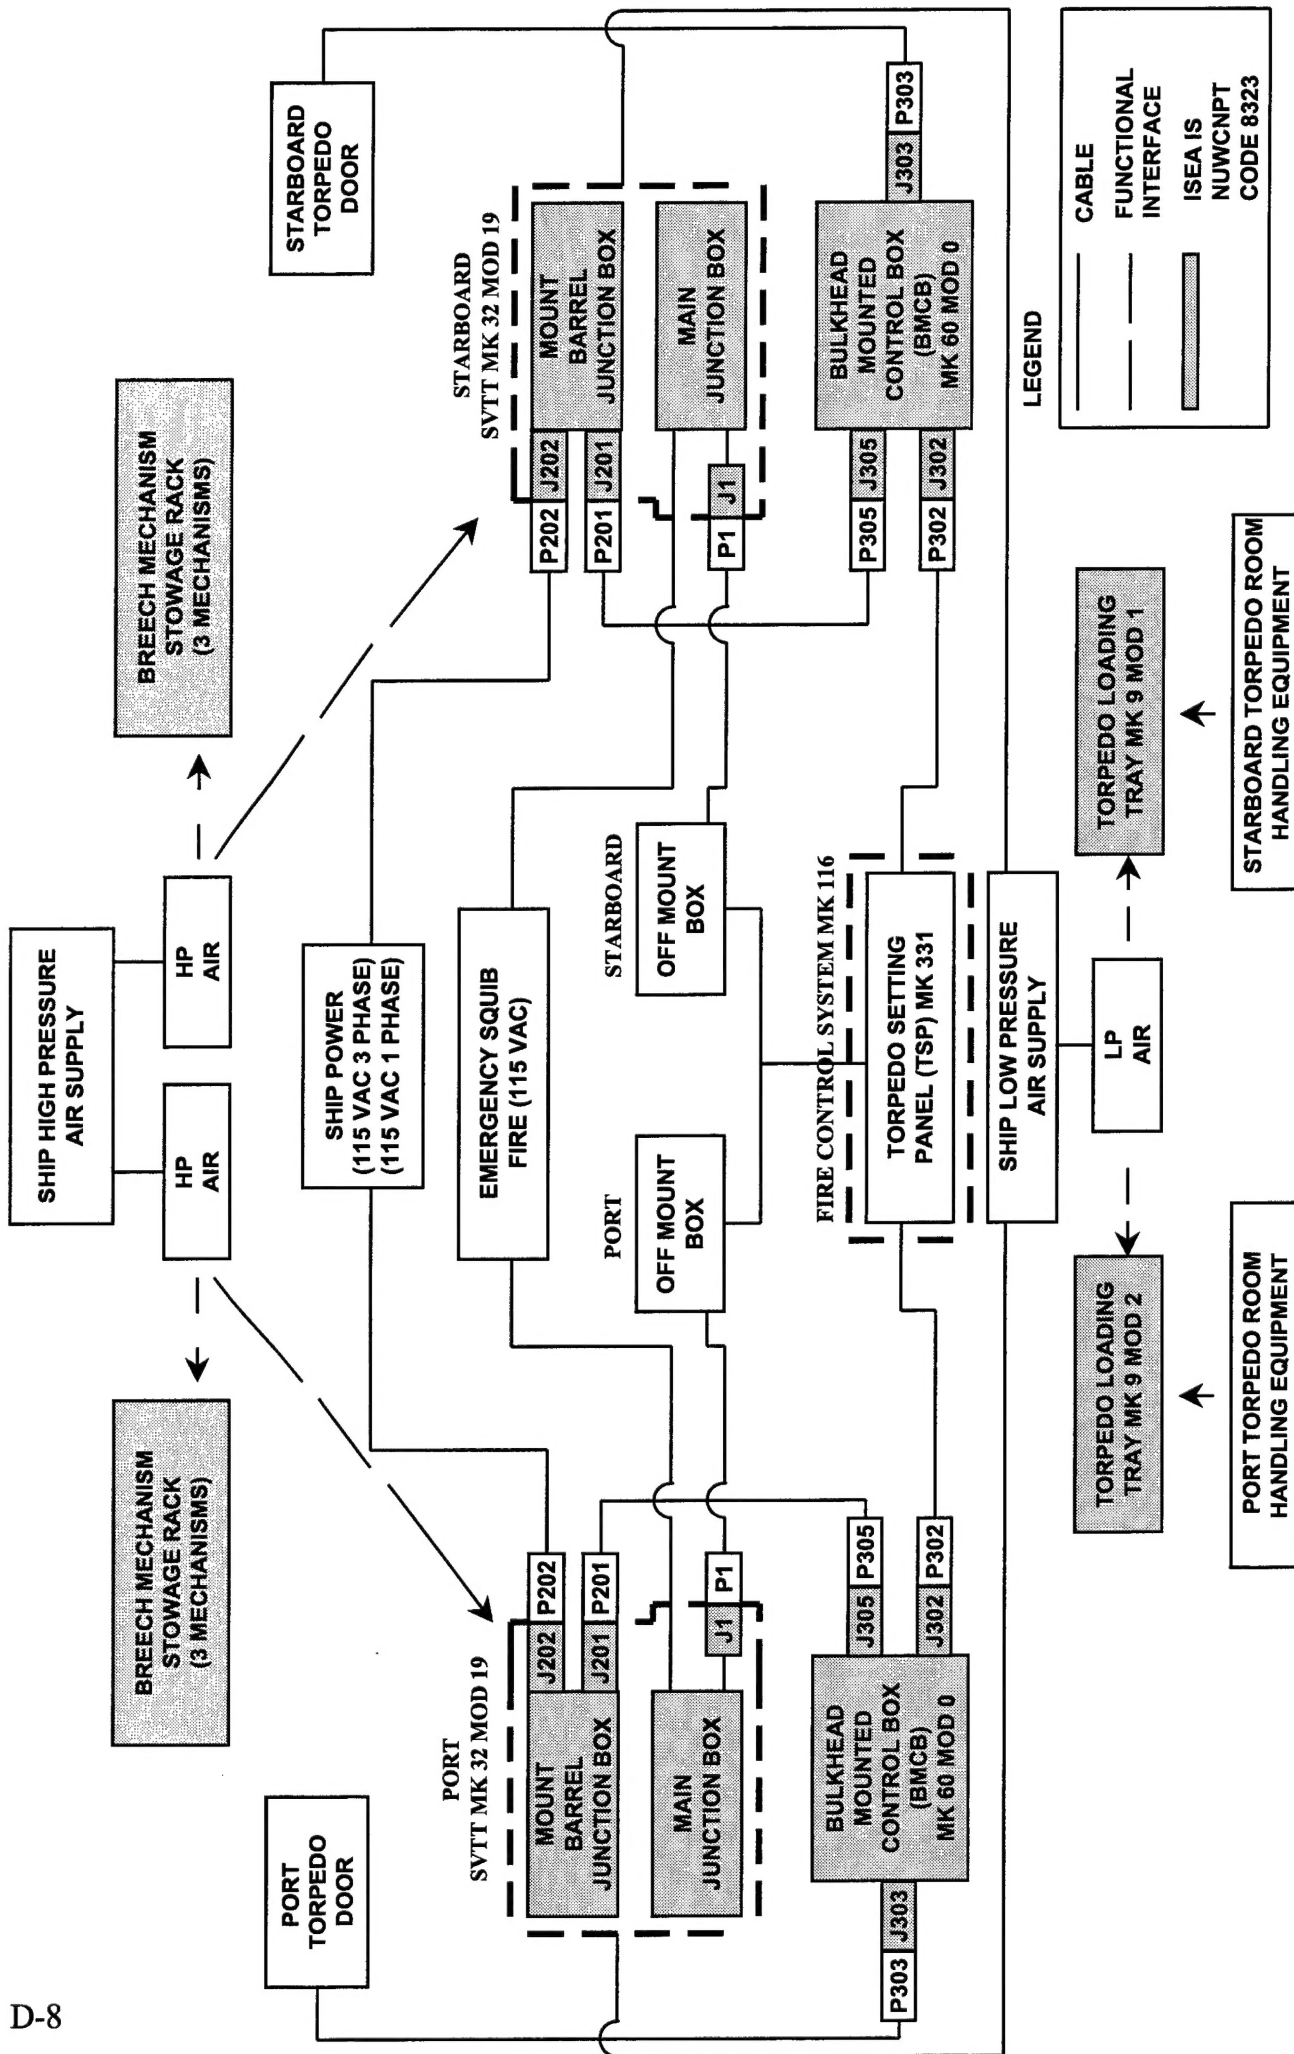 D-8
SHIP HIGH PRESSURE
AIR SUPPLY
HP
AIR
HP
AIR
BREECH MECHANISM
STOWAGE RACK
(3 MECHANISMS)
BREECH MECHANISM
STOWAGE RACK
(3 MECHANISMS)
PORT
TORPEDO
DOOR
STARBOARD
TORPEDO
DOOR
SHIP POWER
(115 VAC 3 PHASE)
(115 VAC 1 PHASE)
EMERGENCY SQUIB
FIRE (115 VAC)
PORT
SVTT MK 32 MOD 19
MOUNT
BARREL
JUNCTION BOX
J202
P202
J201
P201
MAIN
JUNCTION BOX
J1
P1
STARBOARD
SVTT MK 32 MOD 19
P202
J202
P201
J201
MOUNT
BARREL
JUNCTION BOX
P1
J1
MAIN
JUNCTION BOX
PORT
OFF MOUNT
BOX
STARBOARD
OFF MOUNT
BOX
FIRE CONTROL SYSTEM MK 116
TORPEDO SETTING
PANEL (TSP) MK 331
P303
J303
BULKHEAD
MOUNTED
CONTROL BOX
(BMCB)
MK 60 MOD 0
J305
P305
J302
P302
P305
J305
P302
J302
BULKHEAD
MOUNTED
CONTROL BOX
(BMCB)
MK 60 MOD 0
J303
P303
SHIP LOW PRESSURE
AIR SUPPLY
LP
AIR
TORPEDO LOADING
TRAY MK 9 MOD 2
TORPEDO LOADING
TRAY MK 9 MOD 1
PORT TORPEDO ROOM
HANDLING EQUIPMENT
STARBOARD TORPEDO ROOM
HANDLING EQUIPMENT
LEGEND
CABLE
FUNCTIONAL
INTERFACE
ISEA IS
NUWCNPT
CODE 8323